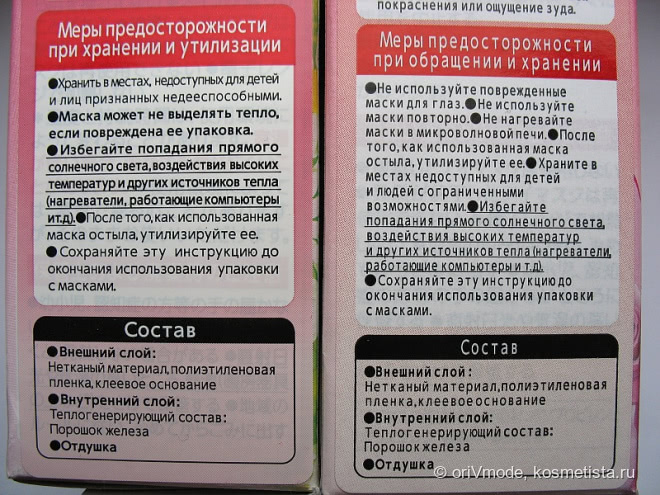 Меры предосторожности
при хранении и утилизации
●Хранить в местах, недоступных для детей
и лиц признанных недееспособными.
●Маска может не выделять тепло,
если повреждена ее упаковка.
●Избегайте попадания прямого
солнечного света, воздействия высоких
температур и других источников тепла
(нагреватели, работающие компьютеры
и т.д).●После того, как использованная
маска остыла, утилизируйте ее.
●Сохраняйте эту инструкцию до
окончания использования упаковки
с масками.
Состав
●Внешний слой:
Нетканый материал, полиэтиленовая
пленка, клеевое основание
●Внутренний слой:
Теплогенерирующий состав:
Порошок железа
●Отдушка
покраснения или ощущение зуда.
Меры предосторожности
при обращении и хранении
●Не используйте поврежденные
маски для глаз.●Не используйте
маски повторно.●Не нагревайте
маски в микроволновой печи.●После
того, как использованная маска
остыла, утилизируйте ее.●Храните в
местах недоступных для детей
и людей с ограниченными
возможностями.●Избегайте
попадания прямого солнечного света,
воздействия высоких температур
и других источников тепла (нагреватели,
работающие компьютеры и т.д).
●Сохраняйте эту инструкцию до
окончания использования упаковки
с масками.
Состав
●Внешний слой:
Нетканый материал, полиэтиленовая
пленка, клеевое основание
●Внутренний слой:
Теплогенерирующий состав:
Порошок железа
●Отдушка
© oriVmode, kosmetista.ru